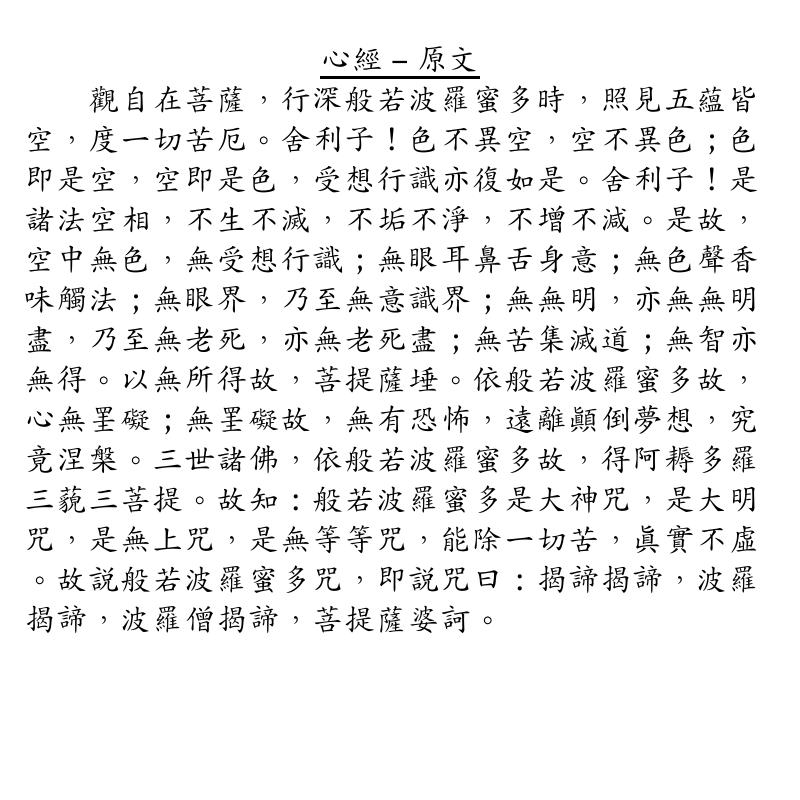 心經 – 原文
觀自在菩薩，行深般若波羅蜜多時，照見五蘊皆
空，度一切苦厄。舍利子！色不異空，空不異色；色
即是空，空即是色，受想行識亦復如是。舍利子！是
諸法空相，不生不滅，不垢不淨，不增不減。是故，
空中無色，無受想行識；無眼耳鼻舌身意；無色聲香
味觸法；無眼界，乃至無意識界；無無明，亦無無明
盡，乃至無老死，亦無老死盡；無苦集滅道；無智亦
無得。以無所得故，菩提薩埵。依般若波羅蜜多故，
心無罣礙；無罣礙故，無有恐怖，遠離顛倒夢想，究
竟涅槃。三世諸佛，依般若波羅蜜多故，得阿耨多羅
三藐三菩提。故知：般若波羅蜜多是大神咒，是大明
咒，是無上咒，是無等等咒，能除一切苦，真實不虛
。故說般若波羅蜜多咒，即說咒曰：揭諦揭諦，波羅
揭諦，波羅僧揭諦，菩提薩婆訶。